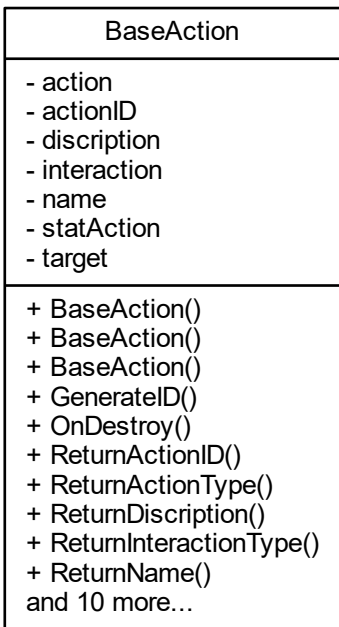 BaseAction
- action
- actionID
- discription
- interaction
- name
- statAction
- target
+ BaseAction()
+ BaseAction()
+ BaseAction()
+ GenerateID()
+ OnDestroy()
+ ReturnActionID()
+ ReturnActionType()
+ ReturnDiscription()
+ ReturnInteractionType()
+ ReturnName()
and 10 more...